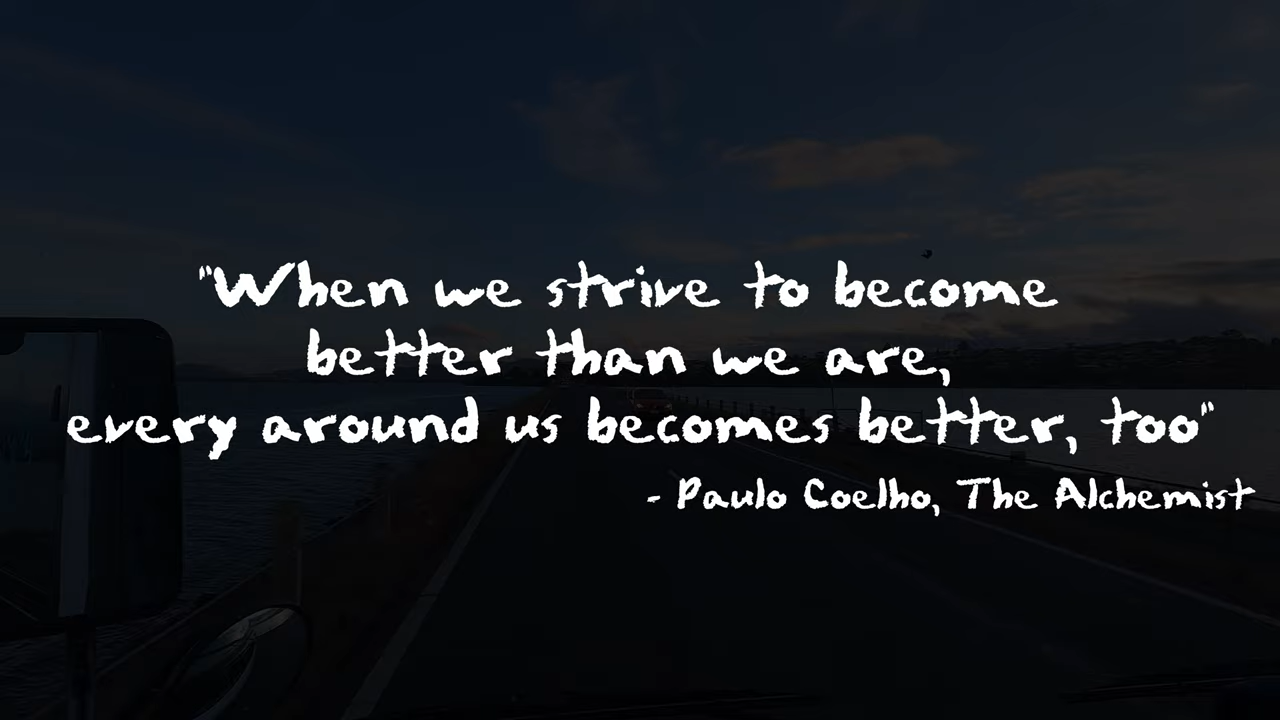 "When we strive to become
better than we are,
every around us becomes better, too"
- Paulo Coelho, The Alchemist